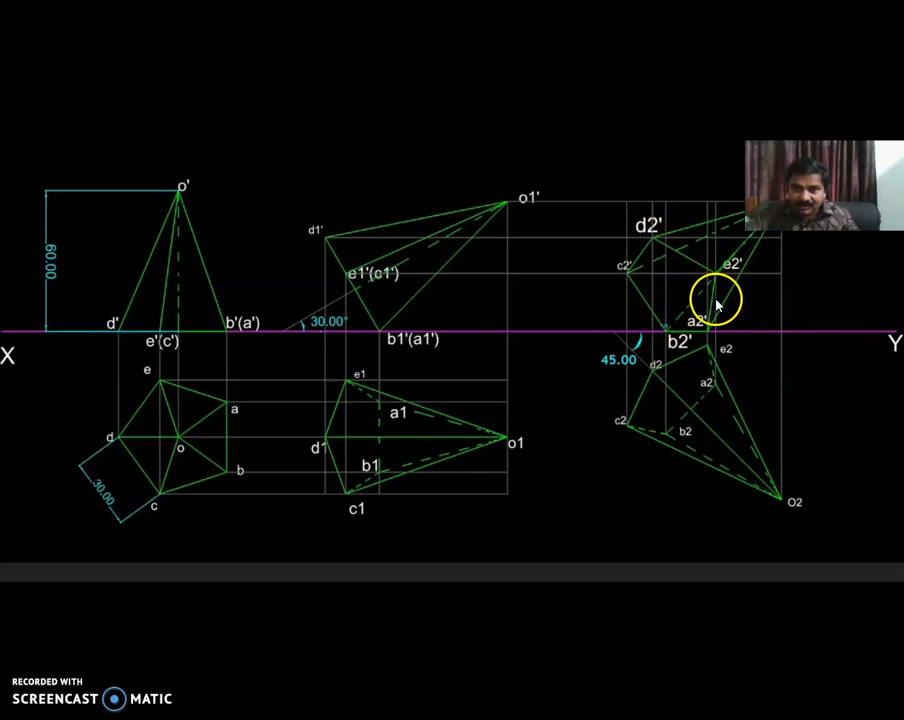 o'
o1'
d1'
d2'
c2'
e2'
60.00
e1'(c1')
d'
b'(a')
30.00°
a2'
e'(c')
b1'(a1')
b2'
X
Y
45.00
e2
d2
e
e1
a2
a
a1
c2
b2
d
o
d1
o1
b
b1
30.00
c
c1
O2
RECORDED WITH
SCREENCAST MATIC